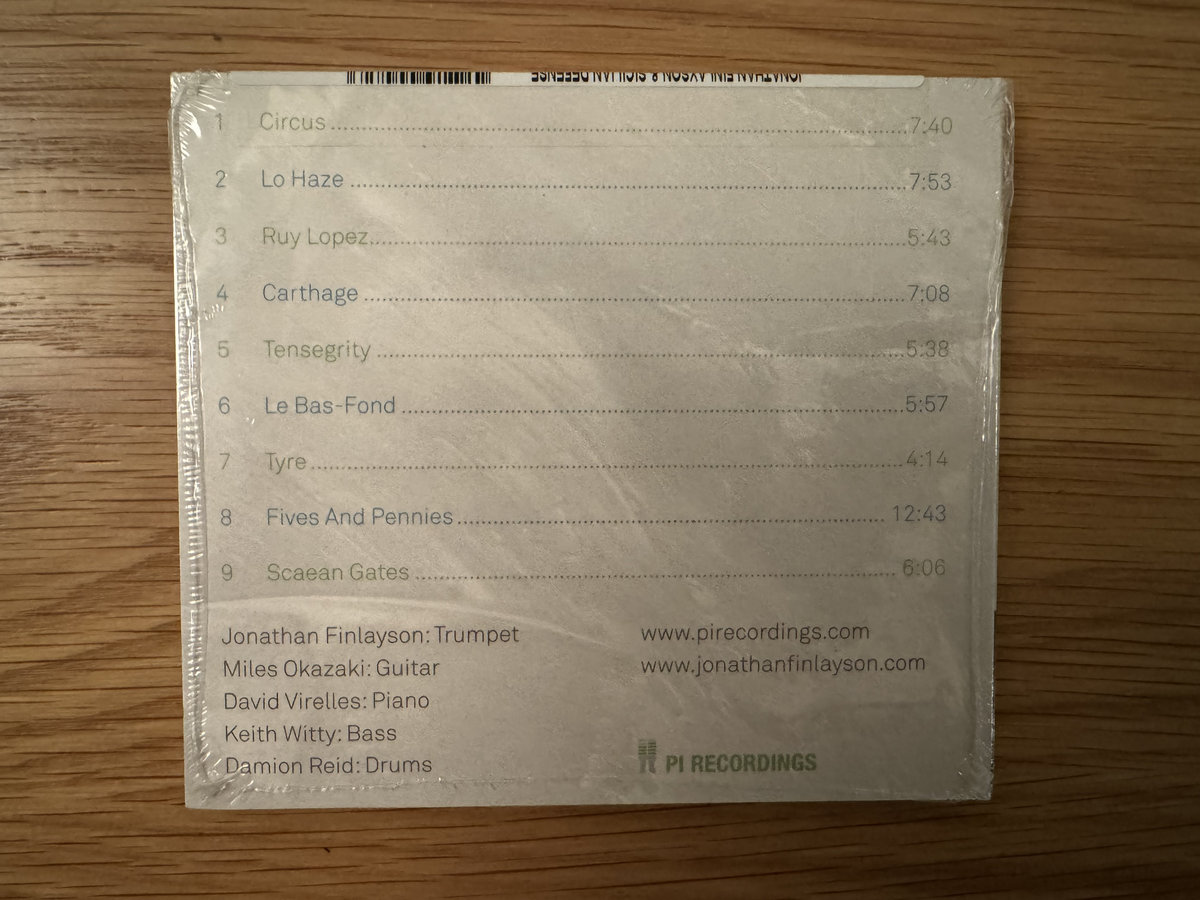 JONATHAN FINLAYSON & SICILIAN DEFENSE
1 Circus 7:40
2 Lo Haze 7:53
3 Ruy Lopez 5:43
4 Carthage 7:08
5 Tensegrity 5:38
6 Le Bas-Fond 5:57
7 Tyre 4:14
8 Fives And Pennies 12:43
9 Scaean Gates 6:06
Jonathan Finlayson: Trumpet
Miles Okazaki: Guitar
David Virelles: Piano
Keith Witty: Bass
Damion Reid: Drums
www.pirecordings.com
www.jonathanfinlayson.com
PI RECORDINGS